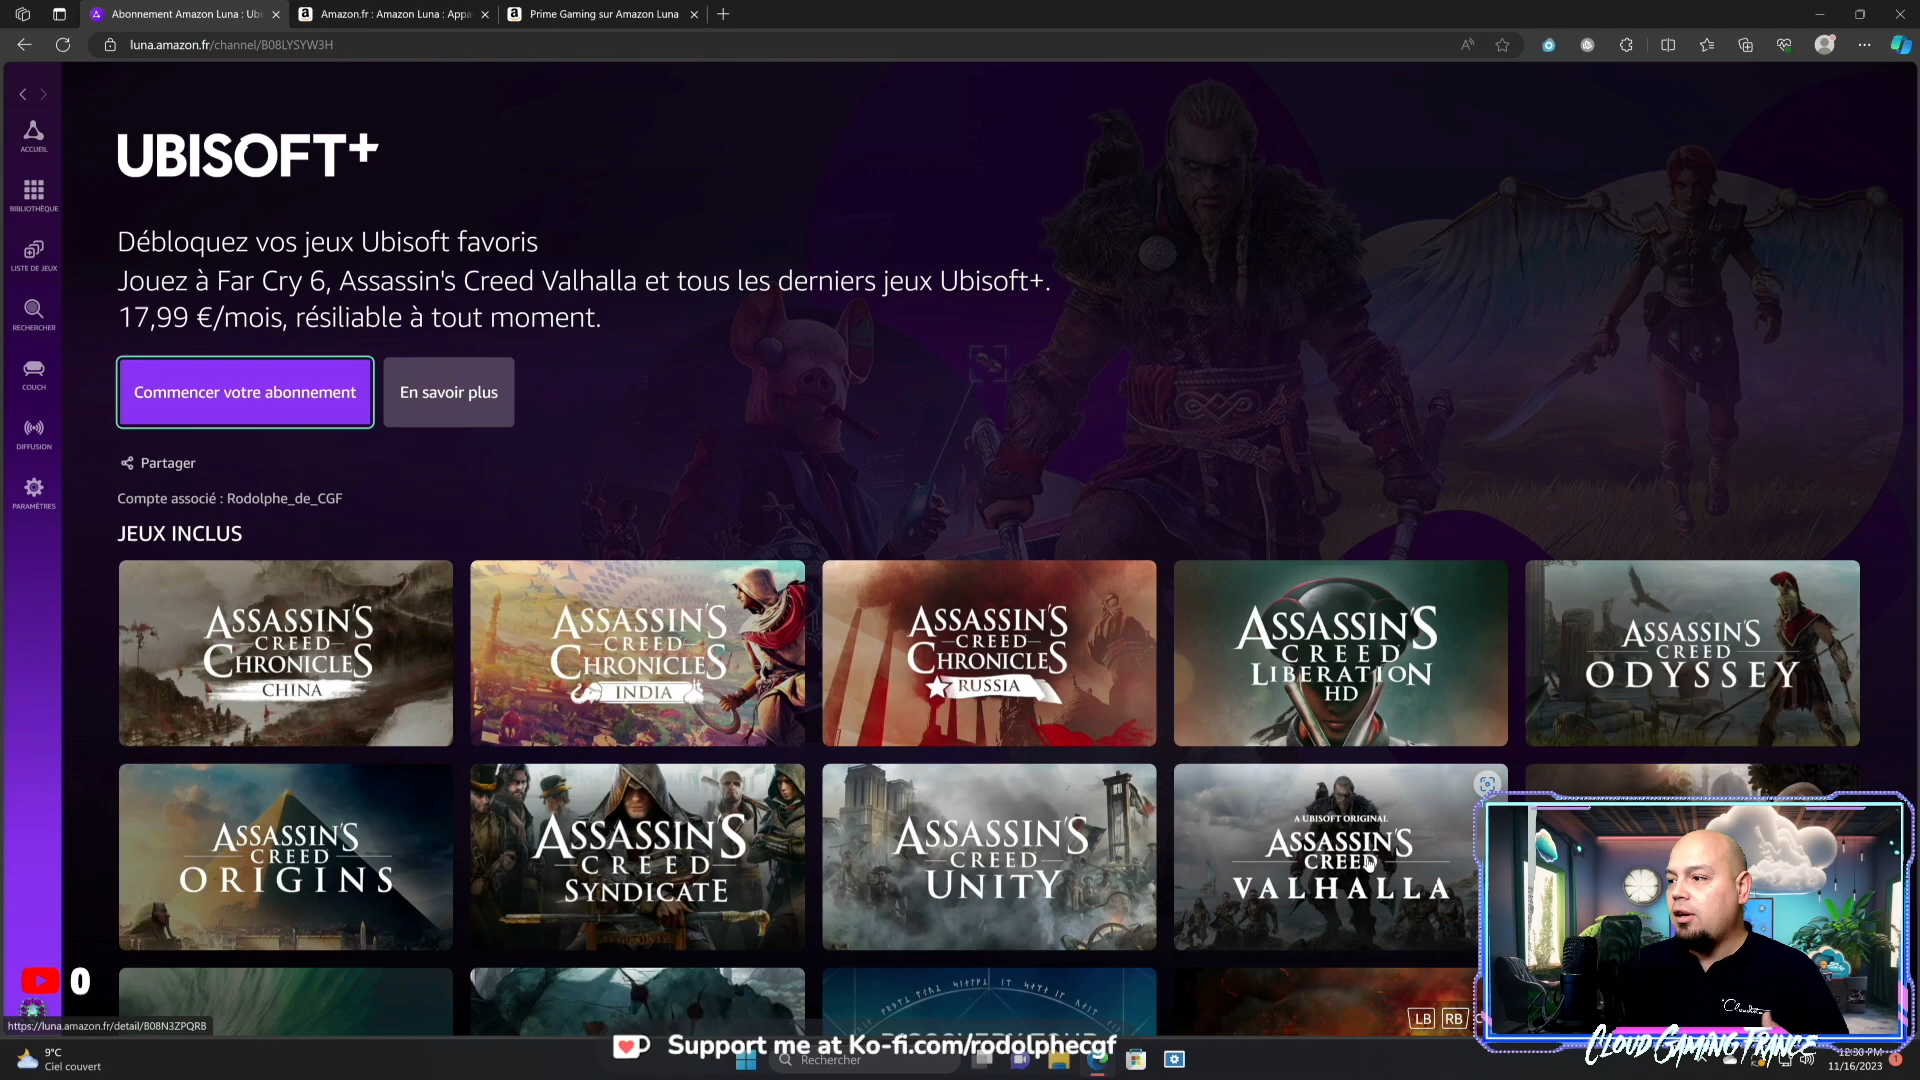 Abonnement Amazon Luna : Ubi
Amazon.fr : Amazon Luna : Appa
Prime Gaming sur Amazon Luna
luna.amazon.fr/channel/B08LYSYW3H
ACCUEIL
BIBLIOTHÈQUE
LISTE DE JEUX
RECHERCHER
COUCH
DIFFUSION
PARAMÈTRES
UBISOFT+
Débloquez vos jeux Ubisoft favoris
Jouez à Far Cry 6, Assassin's Creed Valhalla et tous les derniers jeux Ubisoft+.
17,99 €/mois, résiliable à tout moment.
Commencer votre abonnement
En savoir plus
Partager
Compte associé : Rodolphe_de_CGF
JEUX INCLUS
ASSASSIN'S
CREED
CHRONICLES
CHINA
ASSASSIN'S
CREED
CHRONICLES
INDIA
ASSASSIN'S
CREED
CHRONICLES
RUSSIA
ASSASSIN'S
CREED
LIBERATION
HD
ASSASSIN'S
CREED
ODYSSEY
ASSASSIN'S
CREED
ORIGINS
ASSASSIN'S
CREED
SYNDICATE
ASSASSIN'S
CREED
UNITY
A UBISOFT ORIGINAL
ASSASSIN'S
CREED
VALHALLA
0
LB RB
DISCOVERY TOUR
https://luna.amazon.fr/detail/B08N3ZPQRB
Support me at Ko-fi.com/rodolphecgf
CLOUD GAMING FRANCE
9°C
Ciel couvert
Rechercher
12:30 PM
11/16/2023
1